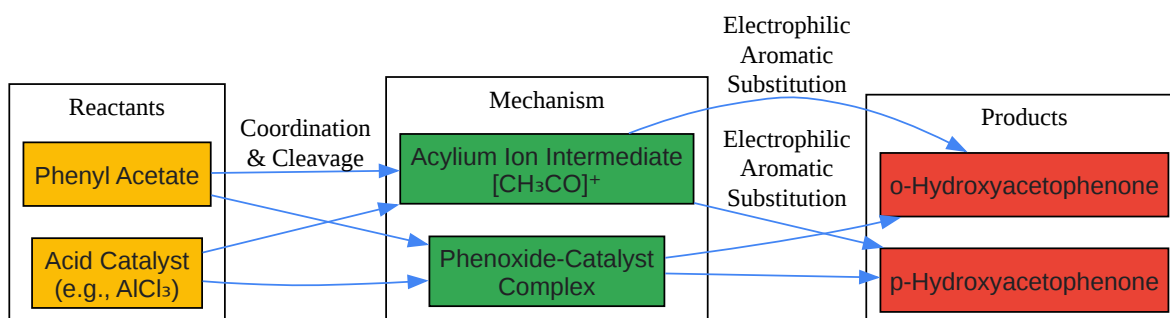 Reactants
Phenyl Acetate
Acid Catalyst
(e.g., AlCl₃)
Coordination
& Cleavage
Mechanism
Acylium Ion Intermediate
[CH₃CO]⁺
Phenoxide-Catalyst
Complex
Electrophilic
Aromatic
Substitution
Electrophilic
Aromatic
Substitution
Products
o-Hydroxyacetophenone
p-Hydroxyacetophenone